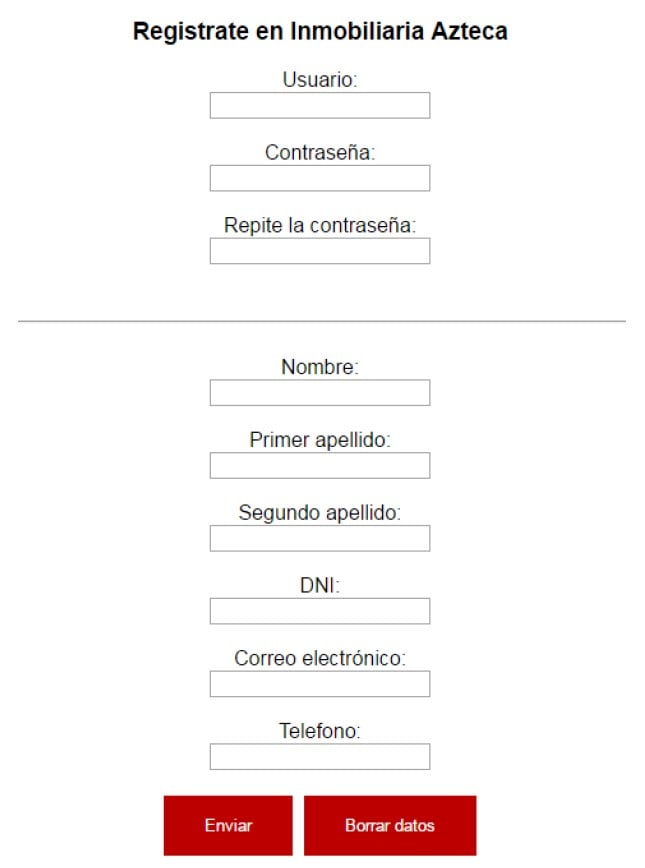 Registrate en Inmobiliaria Azteca
Usuario:
Contraseña:
Repite la contraseña:
Nombre:
Primer apellido:
Segundo apellido:
DNI:
Correo electrónico:
Telefono:
Enviar
Borrar datos